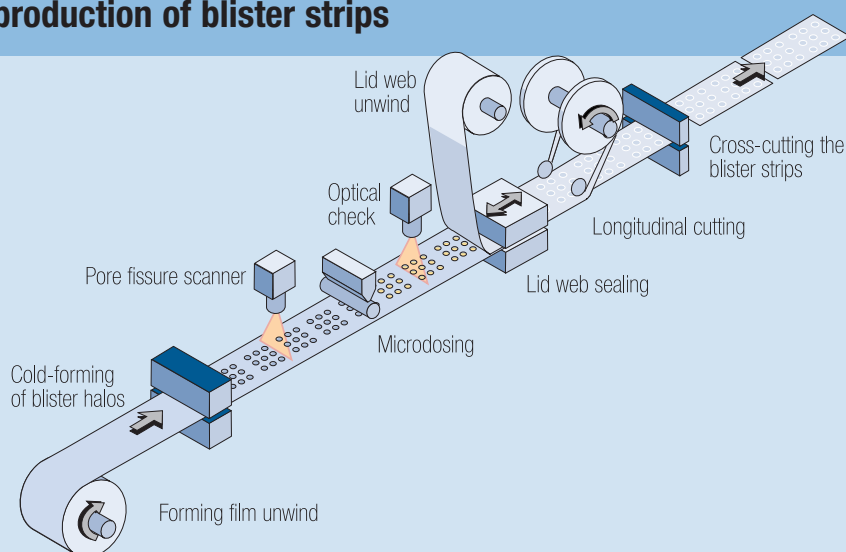 production of blister strips
Lid web
unwind
Cross-cutting the
blister strips
Optical
check
Longitudinal cutting
Pore fissure scanner
Lid web sealing
Microdosing
Cold-forming
of blister halos
Forming film unwind